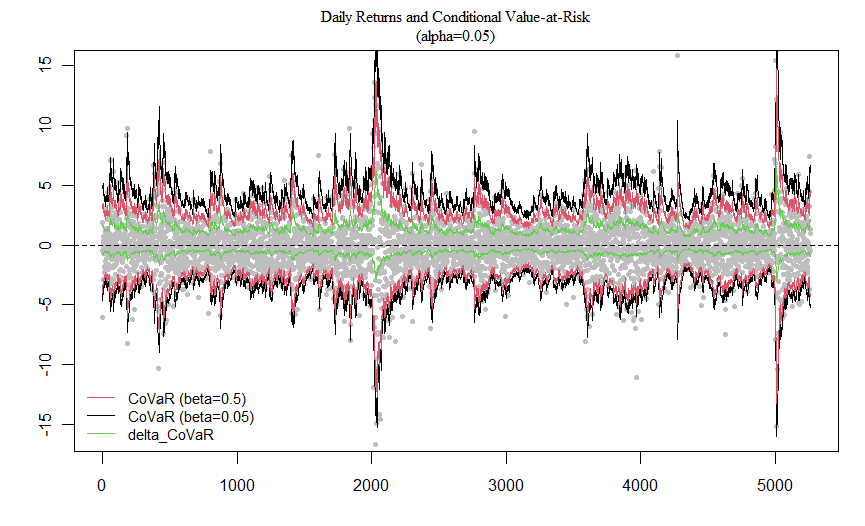 Daily Returns and Conditional Value-at-Risk
(alpha=0.05)
15
10
5
0
-5
-10
-15
CoVaR (beta=0.5)
CoVaR (beta=0.05)
delta_CoVaR
0 1000 2000 3000 4000 5000